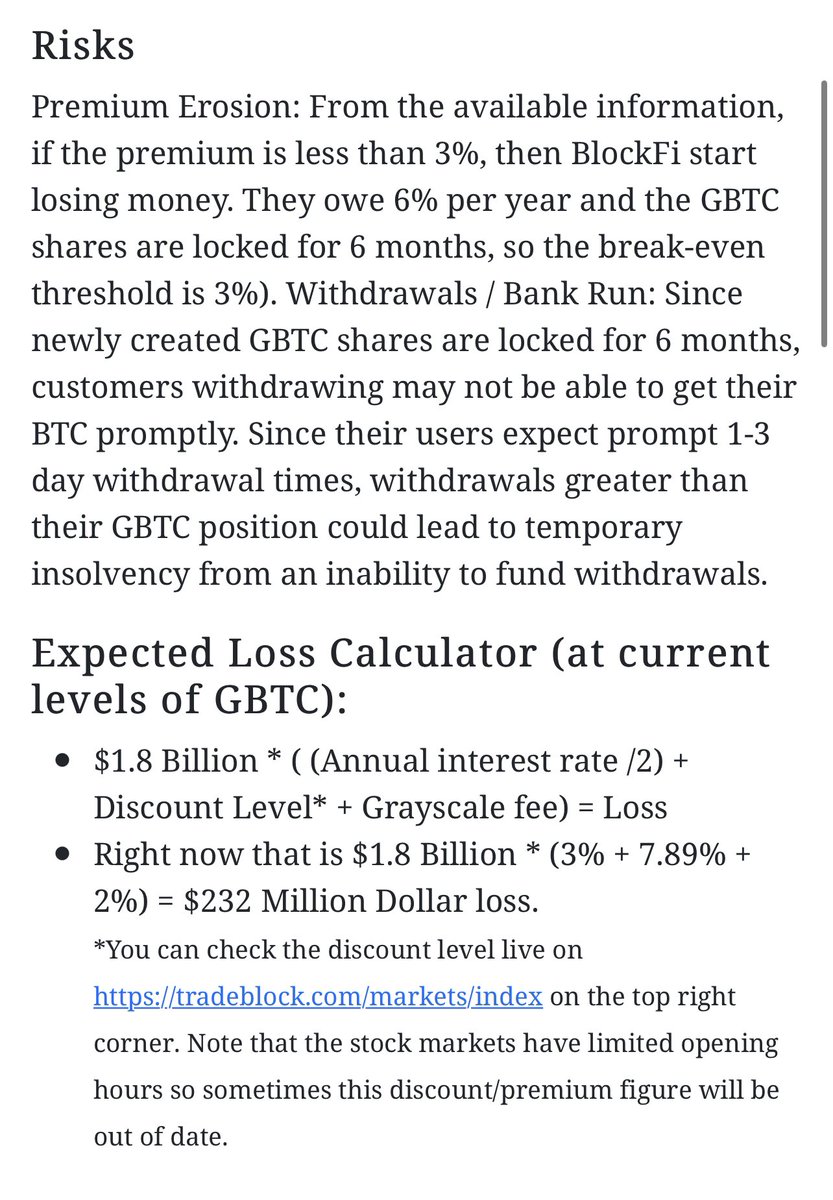 Risks
Premium Erosion: From the available information,
if the premium is less than 3%, then BlockFi start
losing money. They owe 6% per year and the GBTC
shares are locked for 6 months, so the break-even
threshold is 3%). Withdrawals / Bank Run: Since
newly created GBTC shares are locked for 6 months,
customers withdrawing may not be able to get their
BTC promptly. Since their users expect prompt 1-3
day withdrawal times, withdrawals greater than
their GBTC position could lead to temporary
insolvency from an inability to fund withdrawals.
Expected Loss Calculator (at current
levels of GBTC):
• $1.8 Billion * ( (Annual interest rate /2) +
Discount Level* + Grayscale fee) = Loss
• Right now that is $1.8 Billion * (3% + 7.89% +
2%) = $232 Million Dollar loss.
*You can check the discount level live on
https://tradeblock.com/markets/index on the top right
corner. Note that the stock markets have limited opening
hours so sometimes this discount/premium figure will be
out of date.